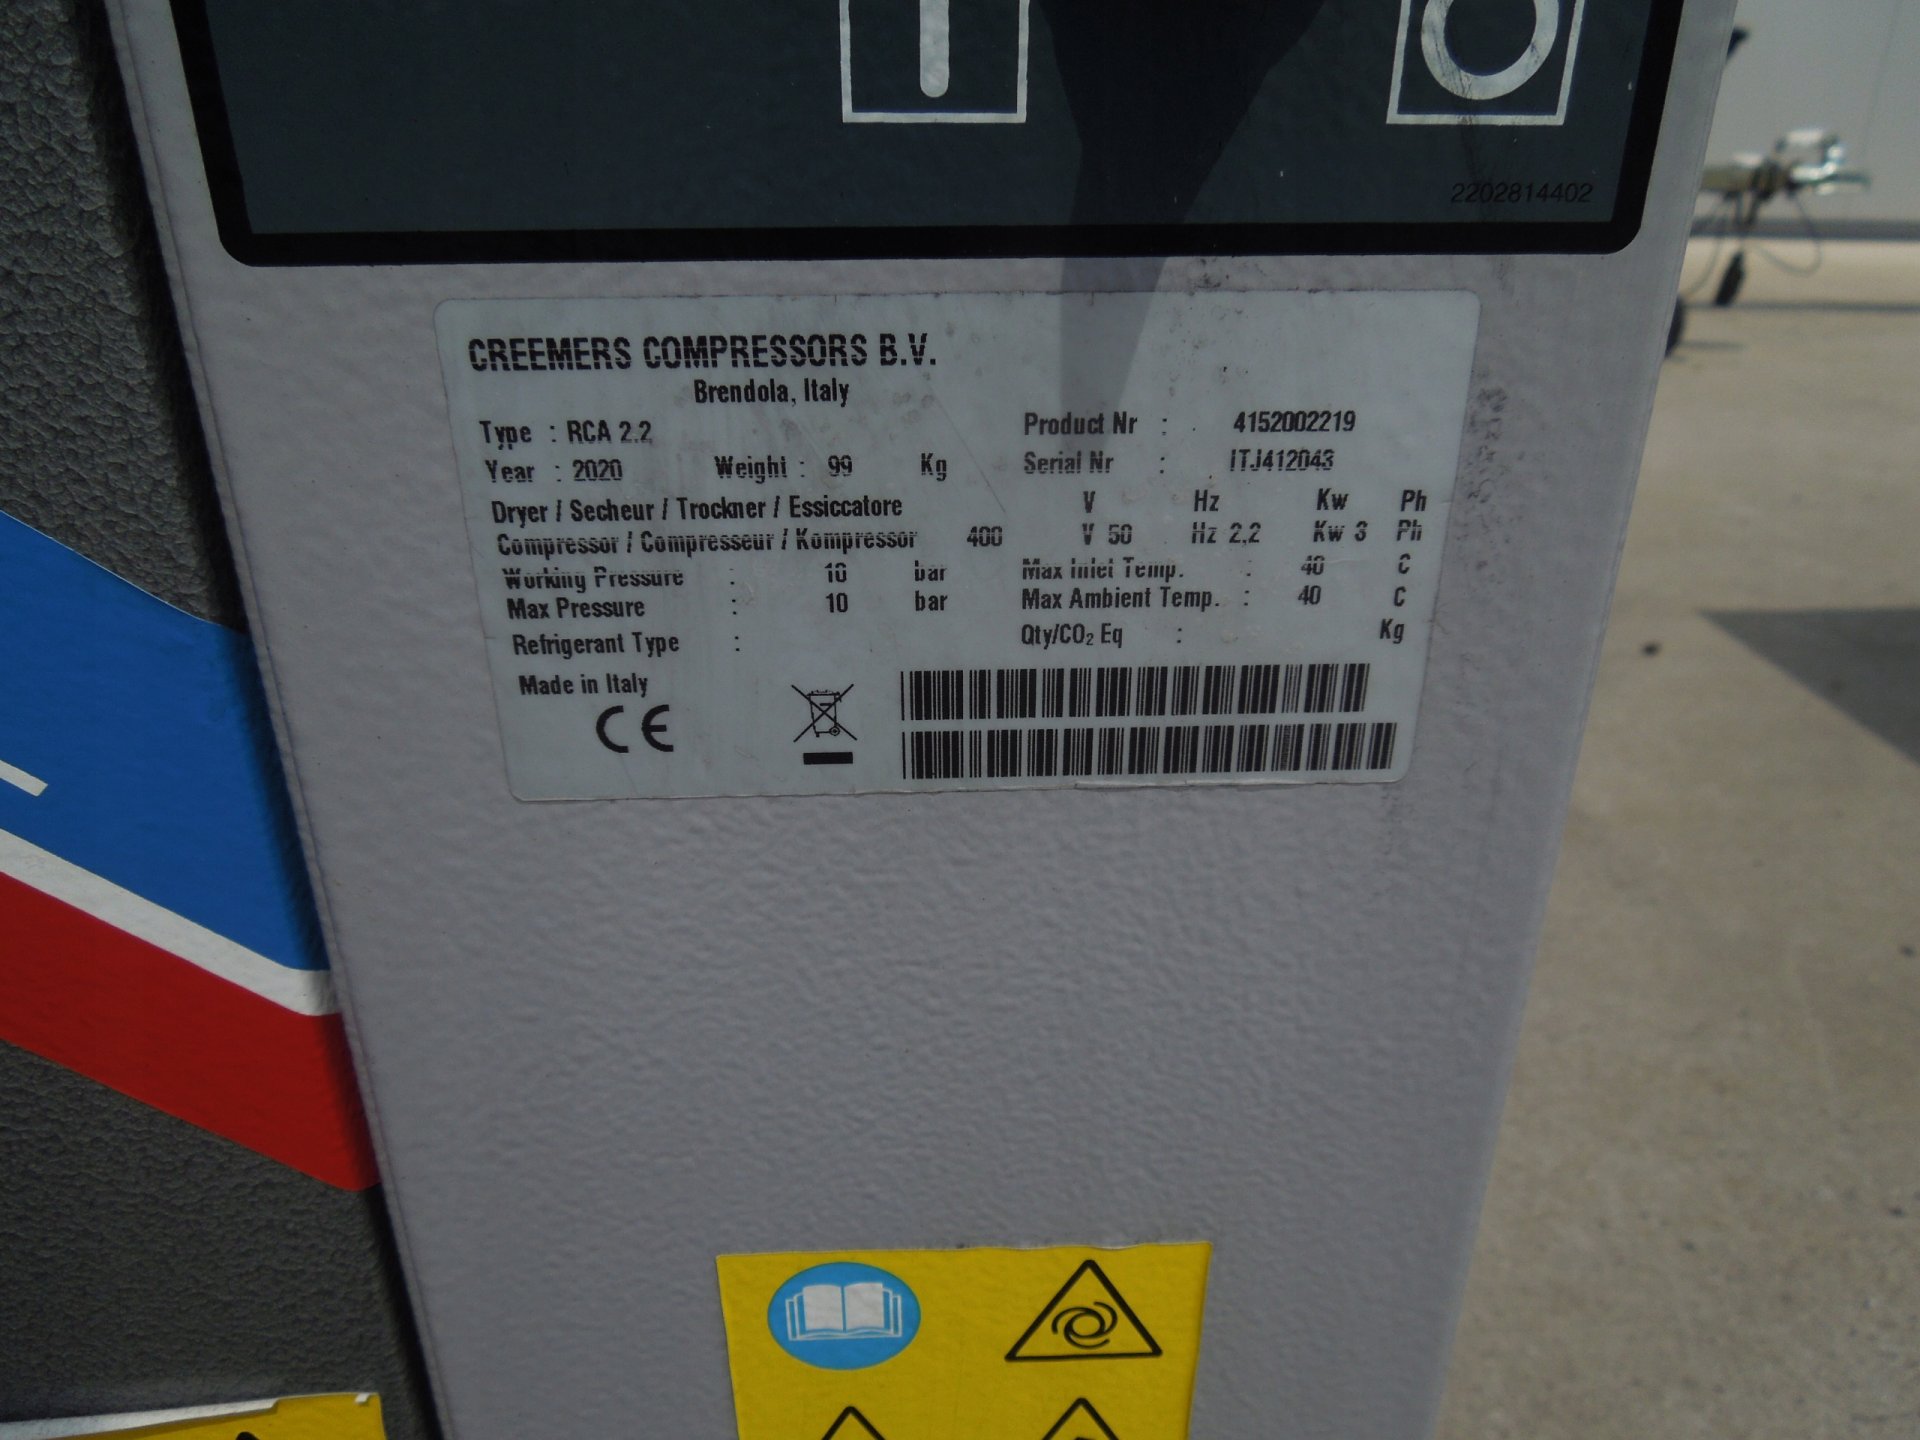 2202814402
CREEMERS COMPRESSORS B.V.
Brendola, Italy
Type : RCA 2.2 Product Nr : 4152002219
Year : 2020 Weight : 99 Kg Serial Nr : ITJ412043
Dryer / Secheur / Trockner / Essiccatore V Hz Kw Ph
Compressor / Compresseur / Kompressor 400 V 50 Hz 2,2 Kw 3 Ph
Working Pressure : 10 bar Max Inlet Temp. : 40 C
Max Pressure : 10 bar Max Ambient Temp. : 40 C
Refrigerant Type : Qty/CO₂ Eq : Kg
Made in Italy
CE